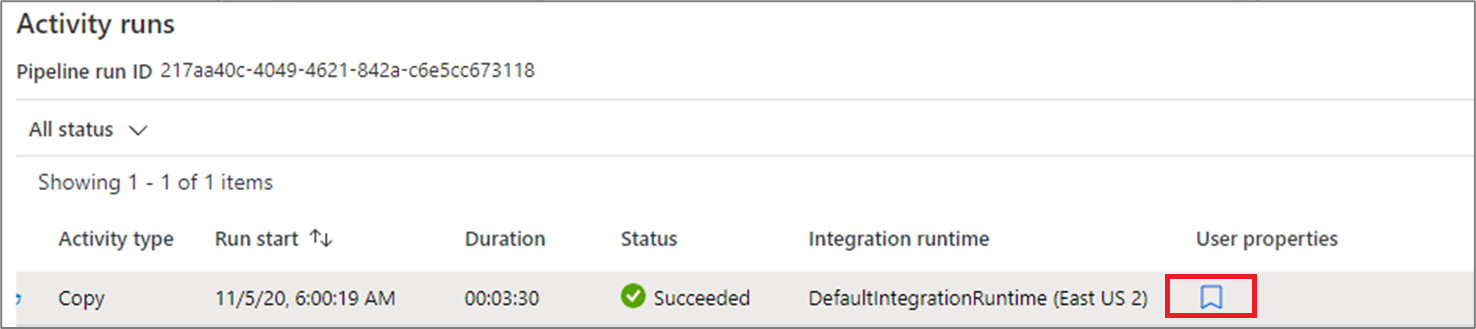 Activity runs
Pipeline run ID 217aa40c-4049-4621-842a-c6e5cc673118
All status
Showing 1 - 1 of 1 items
Activity type Run start Duration Status Integration runtime User properties
Copy 11/5/20, 6:00:19 AM 00:03:30 Succeeded DefaultIntegrationRuntime (East US 2)